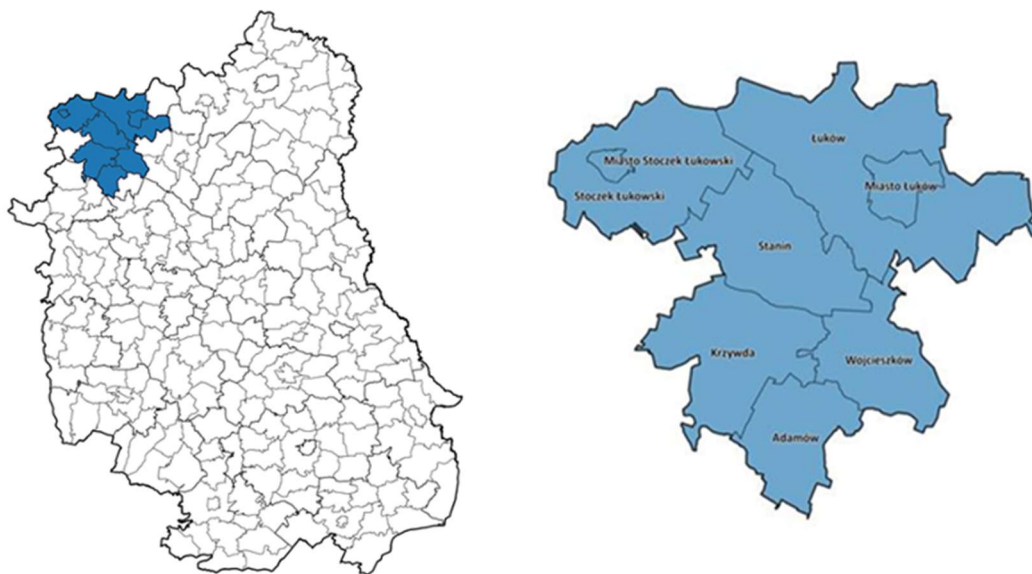 Łuków
Miasto Stoczek Łukowski
Miasto Łuków
Stoczek Łukowski
Stanin
Krzywda
Wojcieszków
Adamów